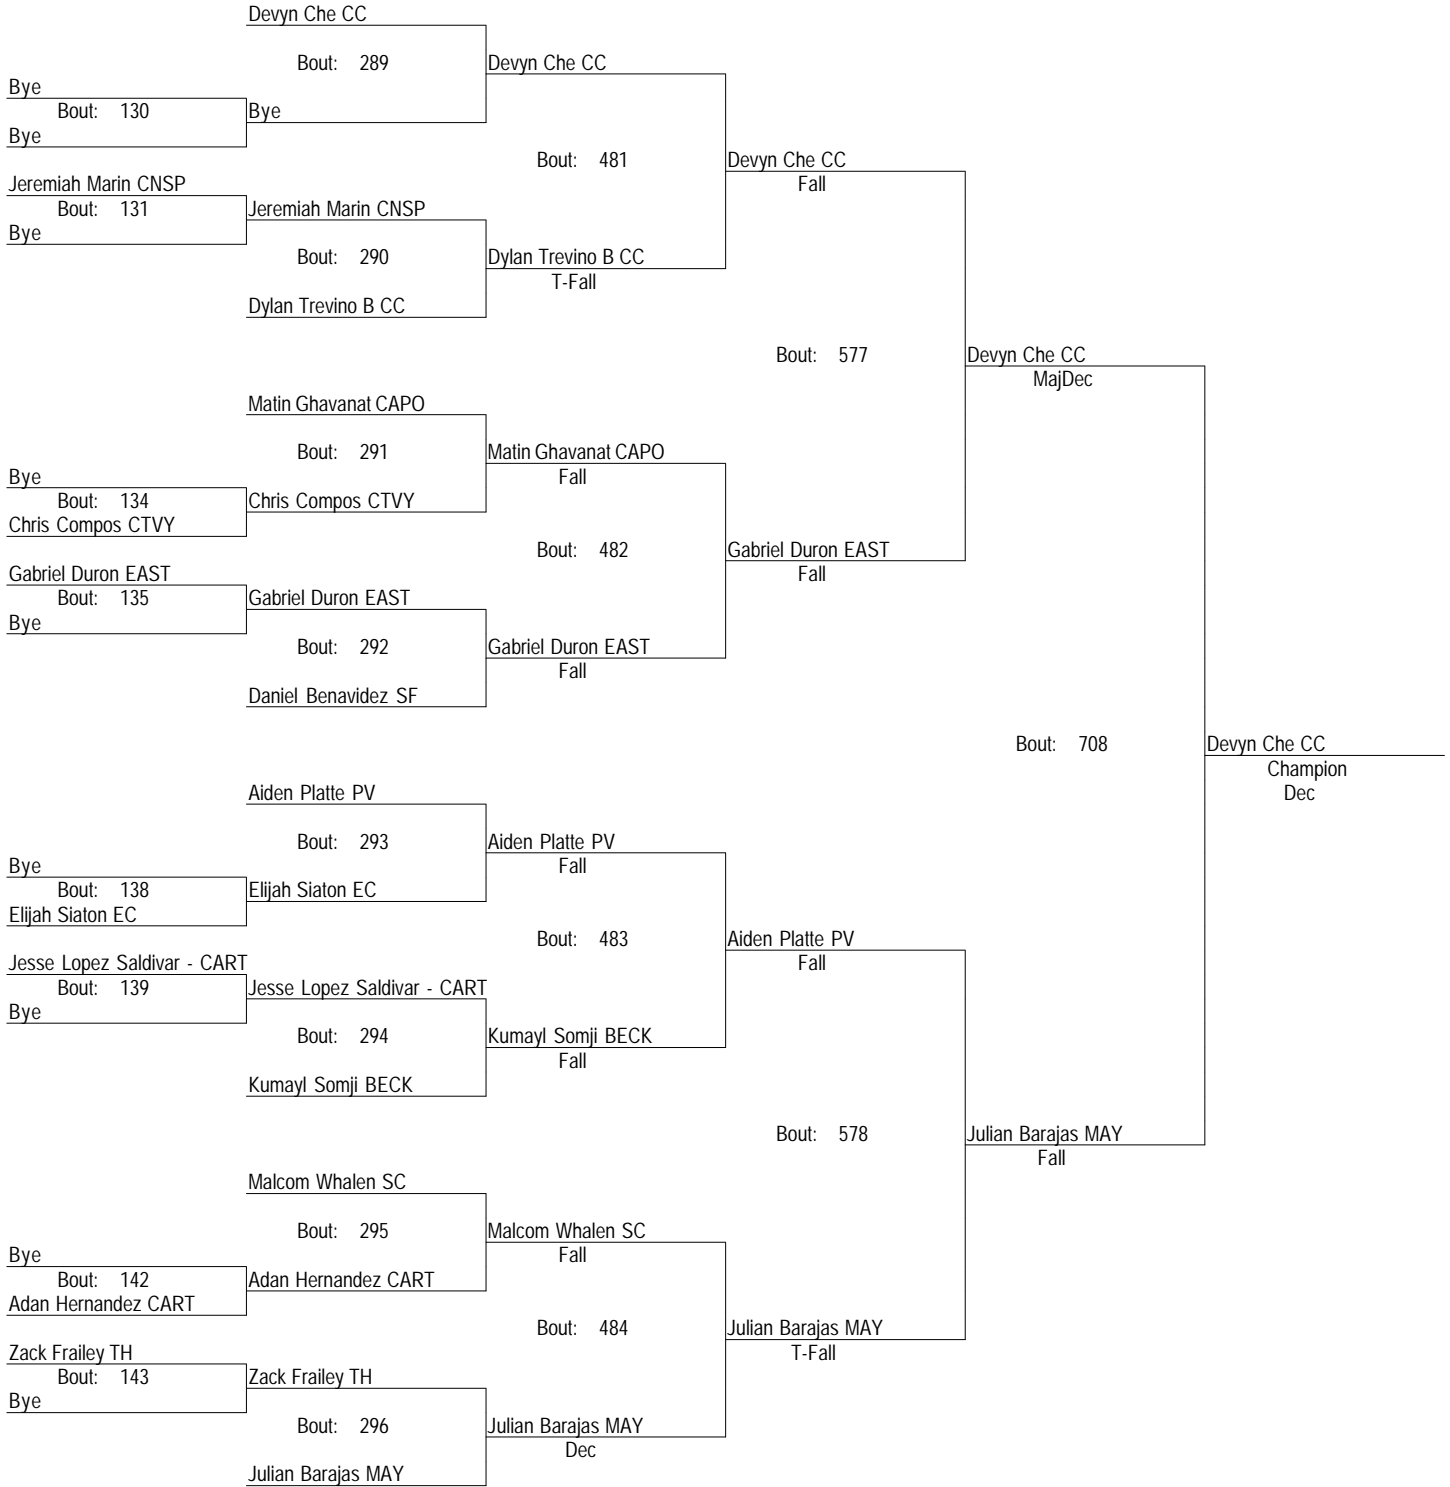 Devyn Che CC
Bout: 289
Devyn Che CC
Bye
Bout: 130
Bye
Bye
Bout: 481
Devyn Che CC
Fall
Jeremiah Marin CNSP
Bout: 131
Jeremiah Marin CNSP
Bye
Bout: 290
Dylan Trevino B CC
T-Fall
Dylan Trevino B CC
Bout: 577
Devyn Che CC
MajDec
Matin Ghavanat CAPO
Bout: 291
Matin Ghavanat CAPO
Fall
Bye
Bout: 134
Chris Compos CTVY
Chris Compos CTVY
Bout: 482
Gabriel Duron EAST
Fall
Gabriel Duron EAST
Bout: 135
Gabriel Duron EAST
Bye
Bout: 292
Gabriel Duron EAST
Fall
Daniel Benavidez SF
Bout: 708
Devyn Che CC
Champion
Dec
Aiden Platte PV
Bout: 293
Aiden Platte PV
Fall
Bye
Bout: 138
Elijah Siaton EC
Elijah Siaton EC
Bout: 483
Aiden Platte PV
Fall
Jesse Lopez Saldivar - CART
Bout: 139
Jesse Lopez Saldivar - CART
Bye
Bout: 294
Kumayl Somji BECK
Fall
Kumayl Somji BECK
Bout: 578
Julian Barajas MAY
Fall
Malcom Whalen SC
Bout: 295
Malcom Whalen SC
Fall
Bye
Bout: 142
Adan Hernandez CART
Adan Hernandez CART
Bout: 484
Julian Barajas MAY
T-Fall
Zack Frailey TH
Bout: 143
Zack Frailey TH
Bye
Bout: 296
Julian Barajas MAY
Dec
Julian Barajas MAY